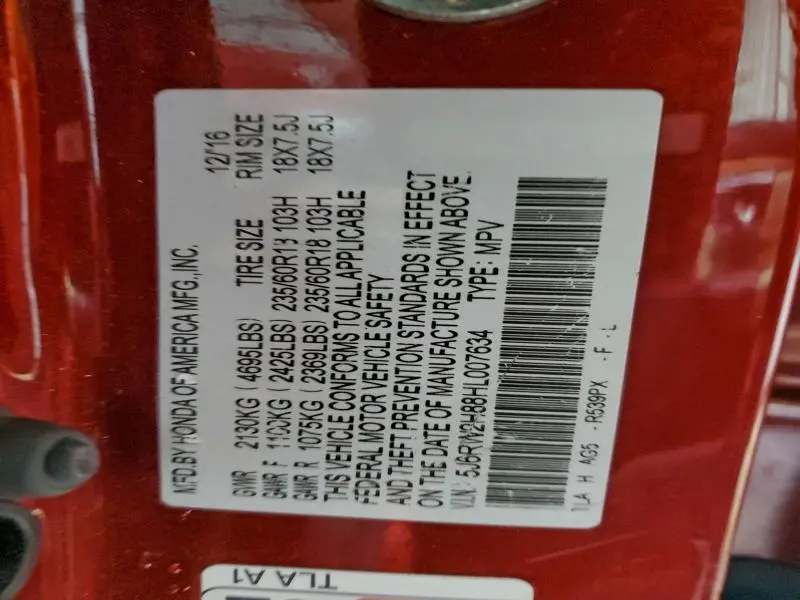 MFD.BY HONDA OF AMERICA MFG.,INC. 12/16
GVWR 2130KG ( 4695LBS) TIRE SIZE RIM SIZE
GAWR F 1100KG ( 2425LBS) 235/60R18 103H 18X7.5J
GAWR R 1075KG ( 2369LBS) 235/60R18 103H 18X7.5J
THIS VEHICLE CONFORMS TO ALL APPLICABLE
FEDERAL MOTOR VEHICLE SAFETY
AND THEFT PREVENTION STANDARDS IN EFFECT
ON THE DATE OF MANUFACTURE SHOWN ABOVE.
V.I.N.: 5J6RW2H88HL007634 TYPE: MPV
TLA H 4G5 - R539PX - F - L
TLA A1